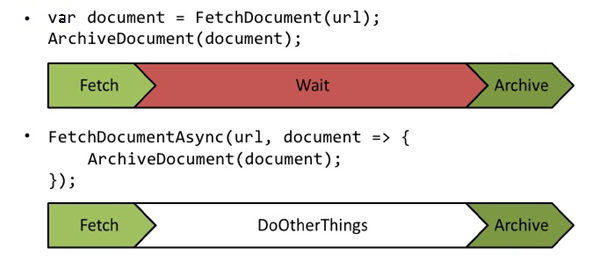 • var document = FetchDocument(url);
ArchiveDocument(document);
Fetch Wait Archive
• FetchDocumentAsync(url, document => {
ArchiveDocument(document);
});
Fetch DoOtherThings Archive